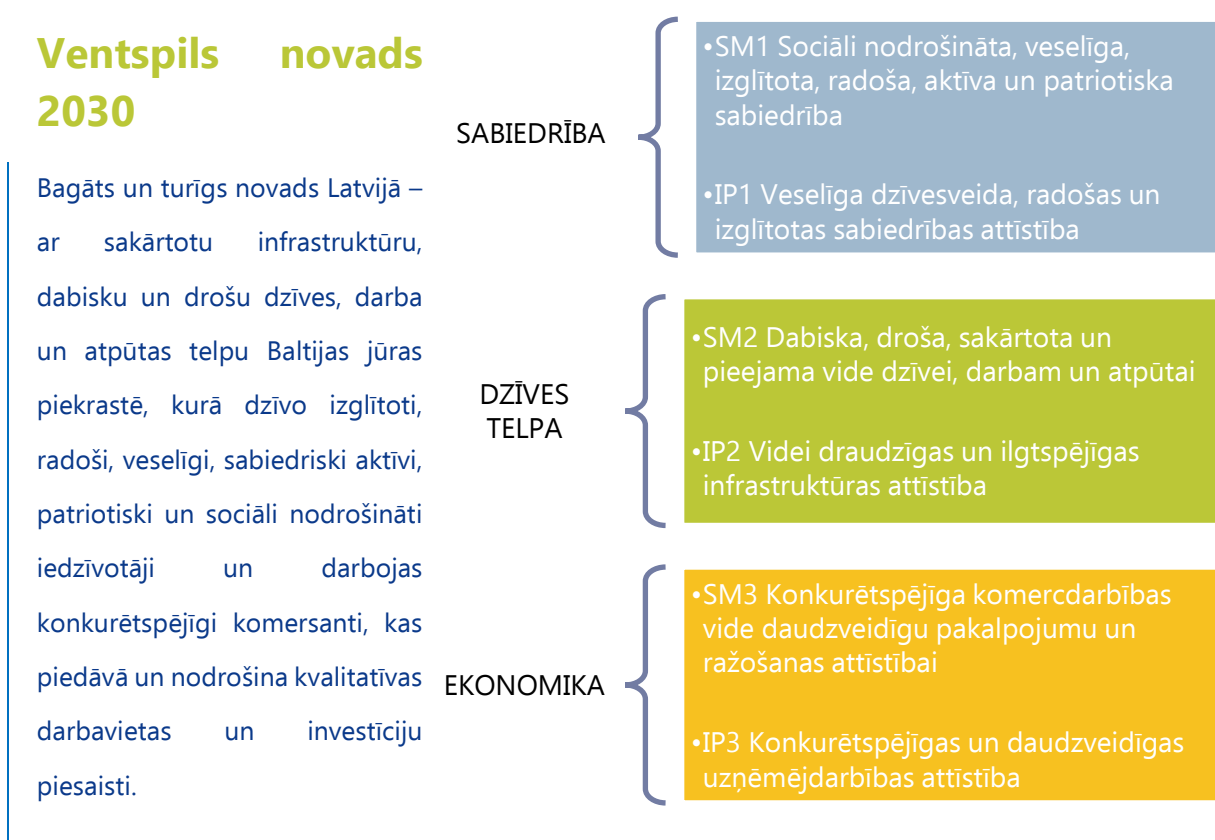 Ventspils novads
2030
Bagāts un turīgs novads Latvijā –
ar sakārtotu infrastruktūru,
dabisku un drošu dzīves, darba
un atpūtas telpu Baltijas jūras
piekrastē, kurā dzīvo izglītoti,
radoši, veselīgi, sabiedriski aktīvi,
patriotiski un sociāli nodrošināti
iedzīvotāji un darbojas
konkurētspējīgi komersanti, kas
piedāvā un nodrošina kvalitatīvas
darbavietas un investīciju
piesaisti.
SABIEDRĪBA
•SM1 Sociāli nodrošināta, veselīga,
izglītota, radoša, aktīva un patriotiska
sabiedrība
•IP1 Veselīga dzīvesveida, radošas un
izglītotas sabiedrības attīstība
DZĪVES
TELPA
•SM2 Dabiska, droša, sakārtota un
pieejama vide dzīvei, darbam un atpūtai
•IP2 Videi draudzīgas un ilgtspējīgas
infrastruktūras attīstība
EKONOMIKA
•SM3 Konkurētspējīga komercdarbības
vide daudzveidīgu pakalpojumu un
ražošanas attīstībai
•IP3 Konkurētspējīgas un daudzveidīgas
uzņēmējdarbības attīstība